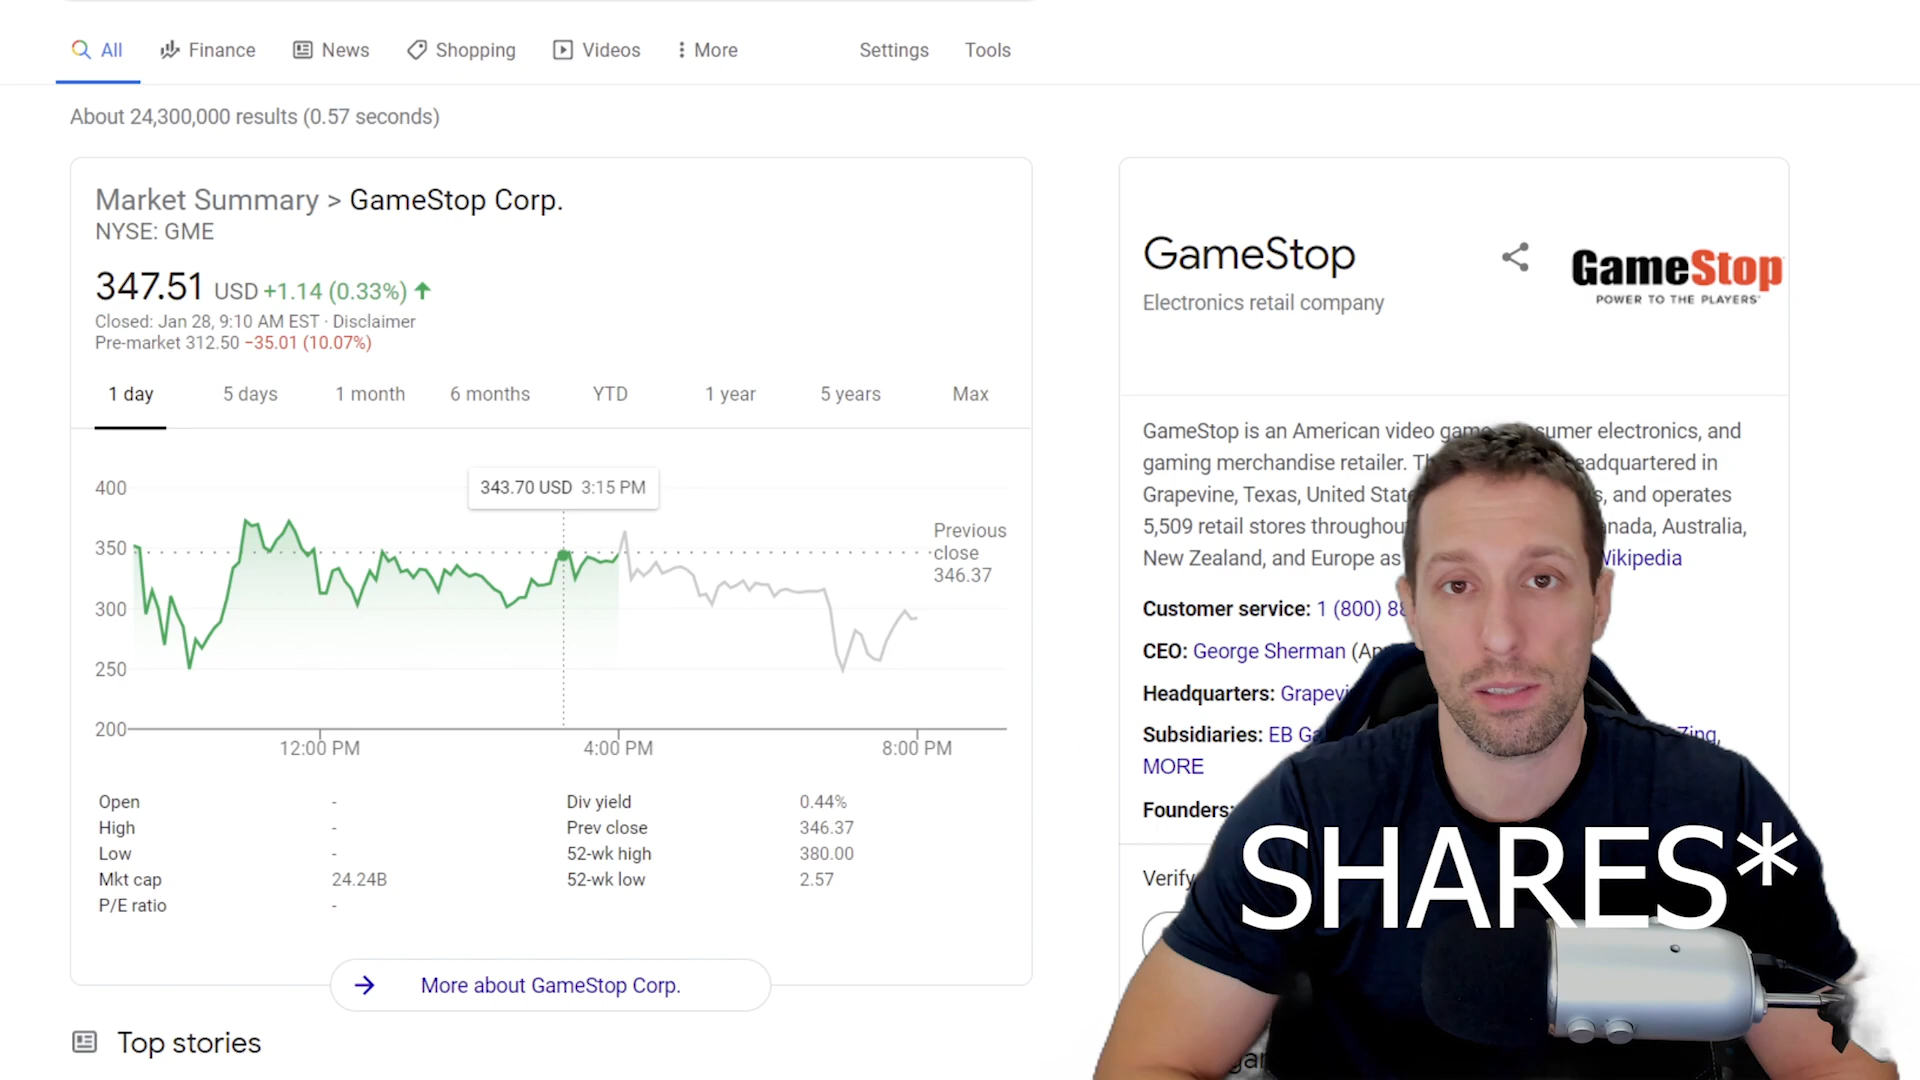 All
Finance
News
Shopping
Videos
More
Settings
Tools
About 24,300,000 results (0.57 seconds)
Market Summary > GameStop Corp.
NYSE: GME
347.51 USD +1.14 (0.33%)
Closed: Jan 28, 9:10 AM EST · Disclaimer
Pre-market 312.50 −35.01 (10.07%)
1 day
5 days
1 month
6 months
YTD
1 year
5 years
Max
343.70 USD 3:15 PM
400
350
300
250
200
Previous
close
346.37
12:00 PM
4:00 PM
8:00 PM
Open -
High -
Low -
Mkt cap 24.24B
P/E ratio -
Div yield 0.44%
Prev close 346.37
52-wk high 380.00
52-wk low 2.57
More about GameStop Corp.
Top stories
GameStop
Electronics retail company
GameStop
POWER TO THE PLAYERS
GameStop is an American video game, consumer electronics, and
gaming merchandise retailer. headquartered in
Grapevine, Texas, United States, and operates
5,509 retail stores throughout Canada, Australia,
New Zealand, and Europe as Wikipedia
Customer service: 1 (800)
CEO: George Sherman
Headquarters:
Subsidiaries: EB Zing,
MORE
Founders:
Verify
SHARES*